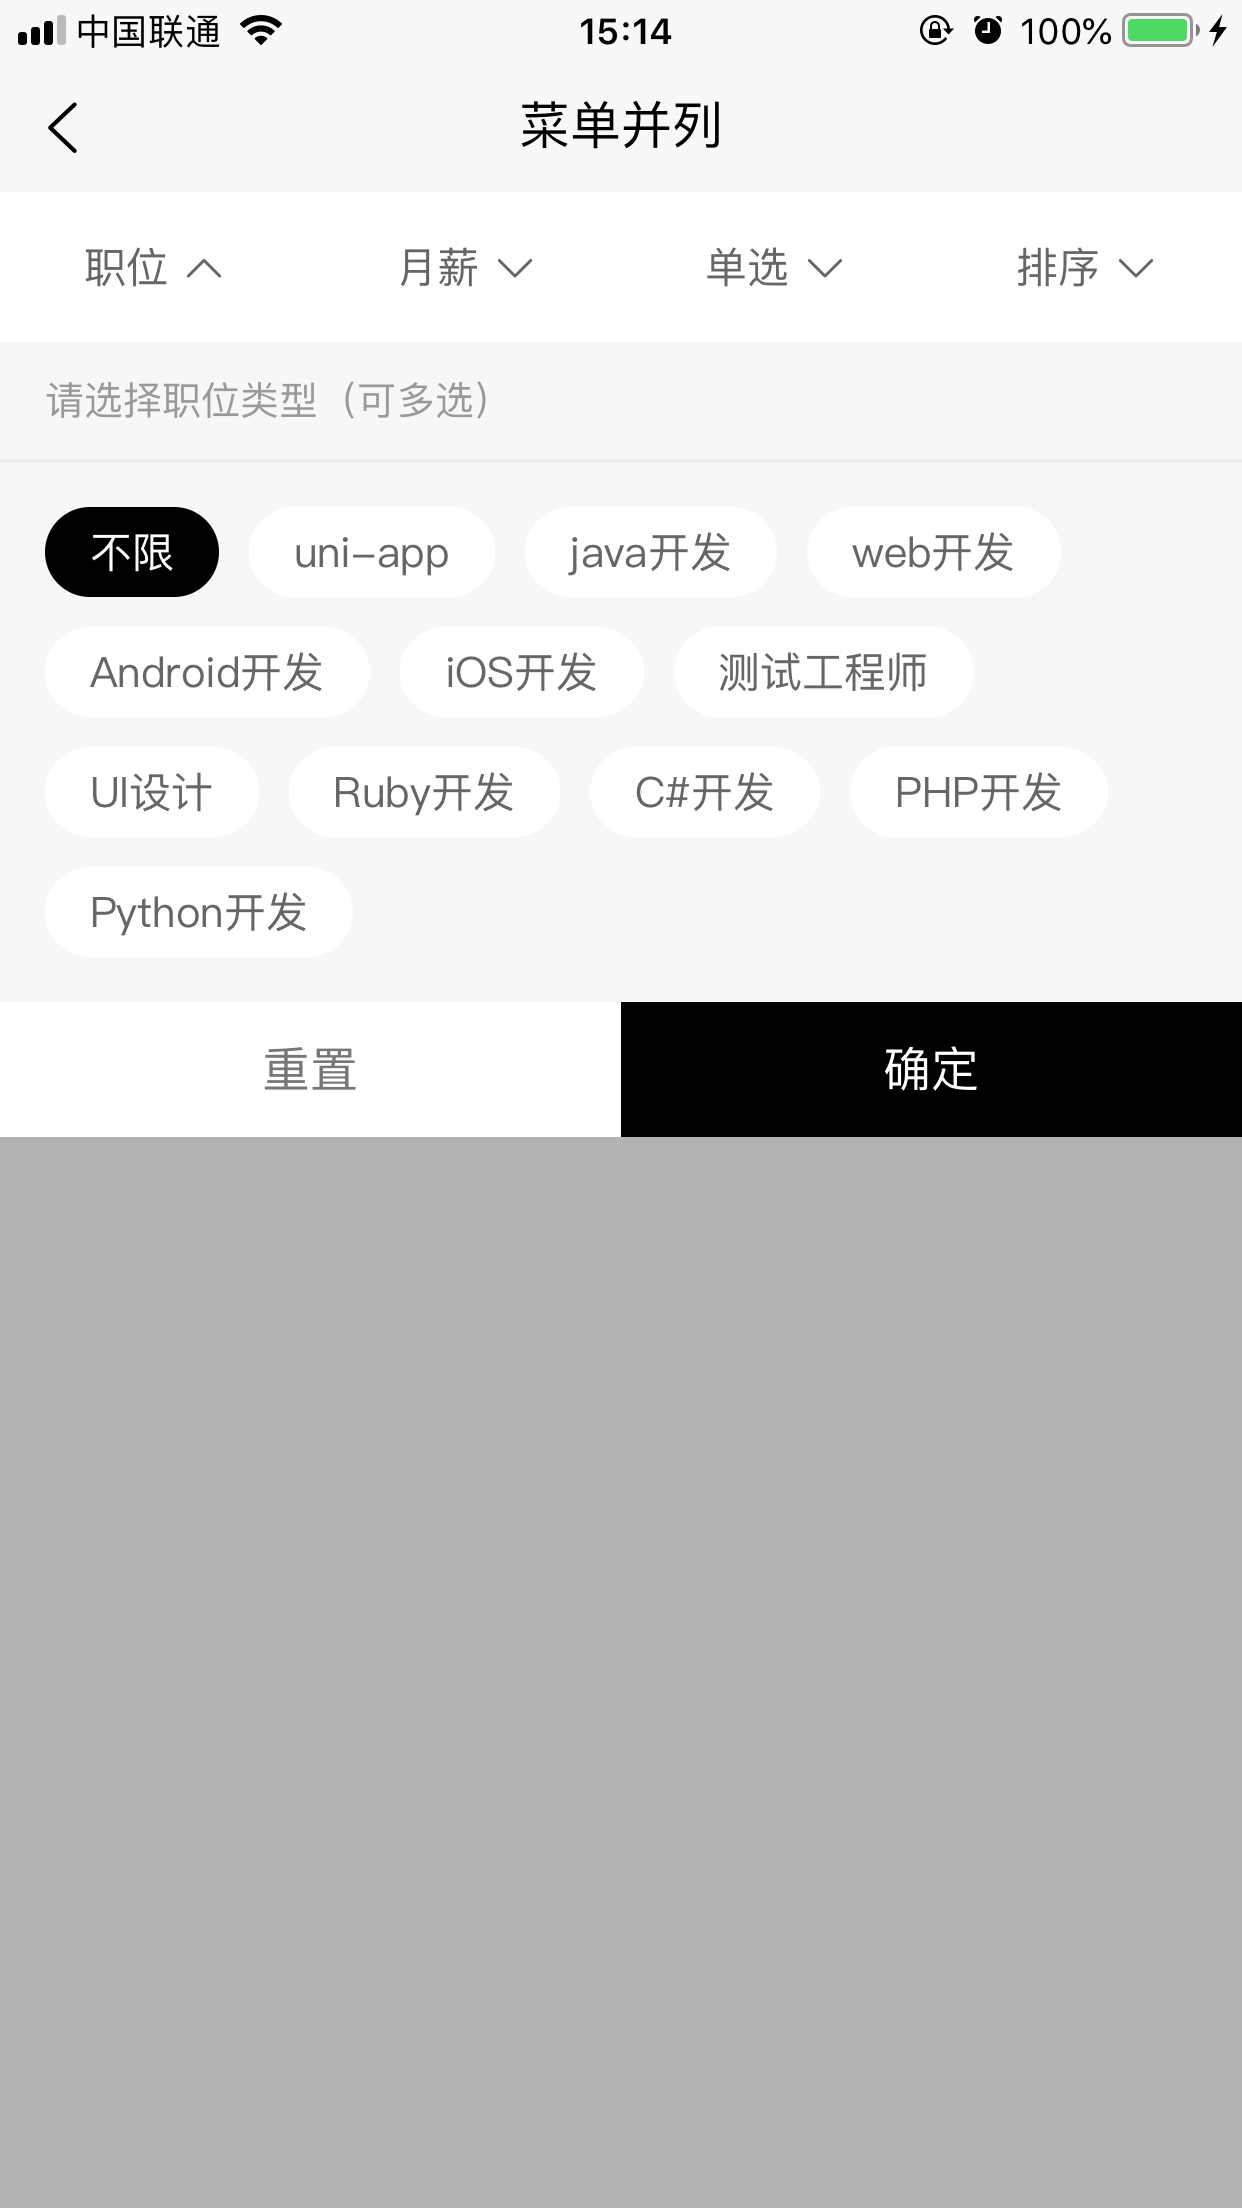 中国联通 15:14 100%
菜单并列
职位 月薪 单选 排序
请选择职位类型（可多选）
不限 uni-app java开发 web开发
Android开发 iOS开发 测试工程师
UI设计 Ruby开发 C#开发 PHP开发
Python开发
重置 确定